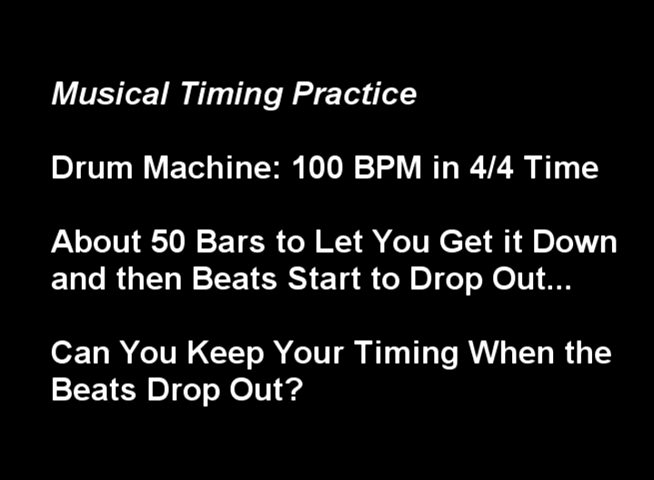 Musical Timing Practice
Drum Machine: 100 BPM in 4/4 Time
About 50 Bars to Let You Get it Down
and then Beats Start to Drop Out...
Can You Keep Your Timing When the
Beats Drop Out?